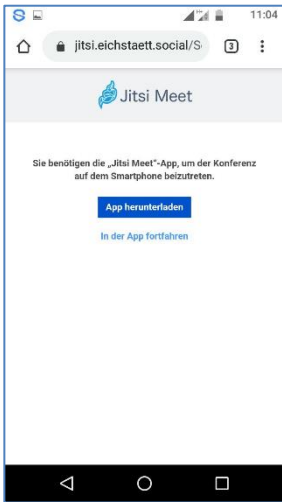 11:04
jitsi.eichstaett.social/S
3
Jitsi Meet
Sie benötigen die „Jitsi Meet"-App, um der Konferenz
auf dem Smartphone beizutreten.
App herunterladen
In der App fortfahren